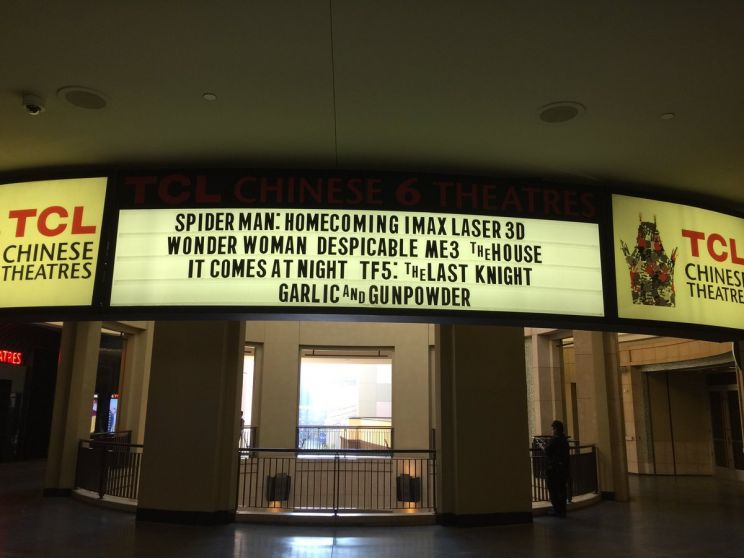 TCL CHINESE 6 THEATRES
TCL
CHINESE
THEATRES
SPIDER MAN: HOMECOMING IMAX LASER 3D
WONDER WOMAN DESPICABLE ME3 THE HOUSE
IT COMES AT NIGHT TF5: THE LAST KNIGHT
GARLIC AND GUNPOWDER
TCL
CHINESE
THEATRE
ATRES